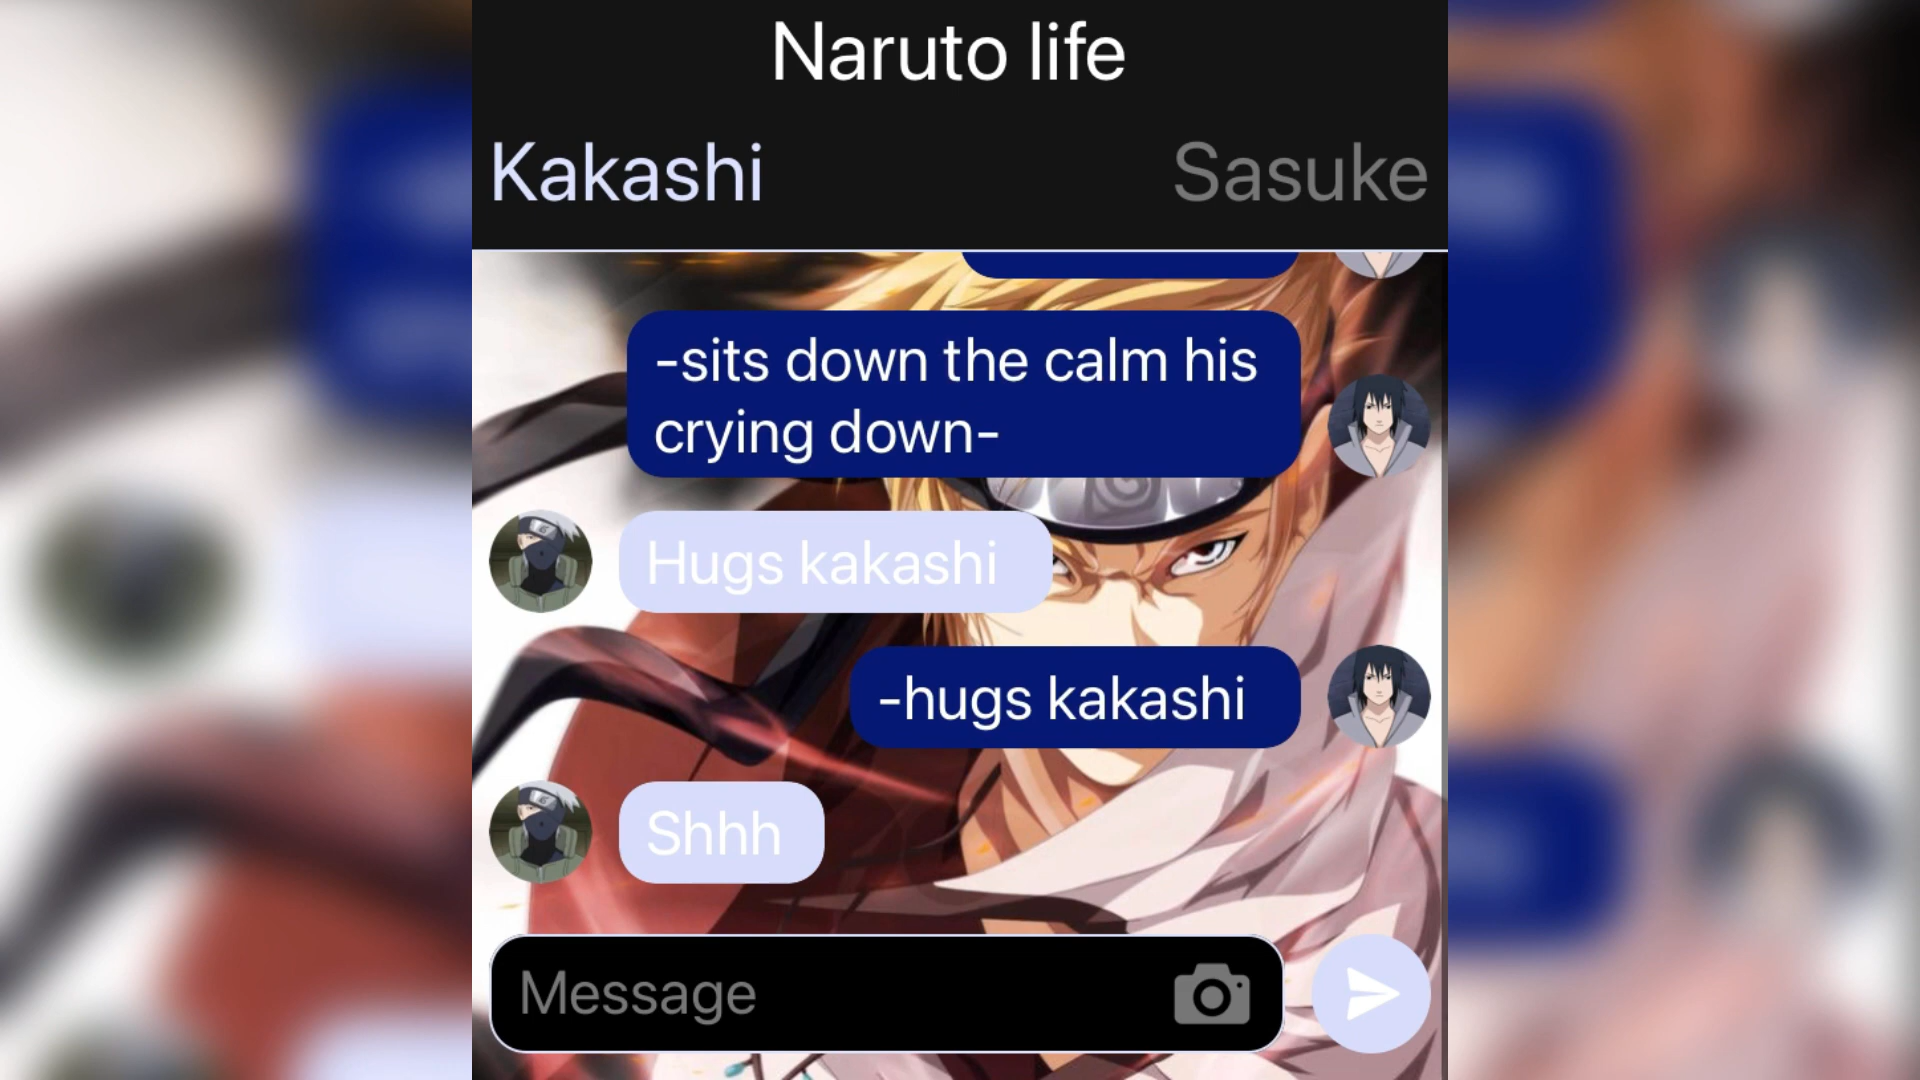 Naruto life
Kakashi
Sasuke
-sits down the calm his
crying down-
Hugs kakashi
-hugs kakashi
Shhh
Message